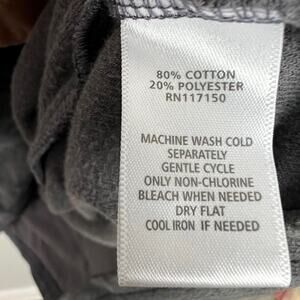 80% COTTON
20% POLYESTER
RN117150
MACHINE WASH COLD
SEPARATELY
GENTLE CYCLE
ONLY NON-CHLORINE
BLEACH WHEN NEEDED
DRY FLAT
COOL IRON IF NEEDED